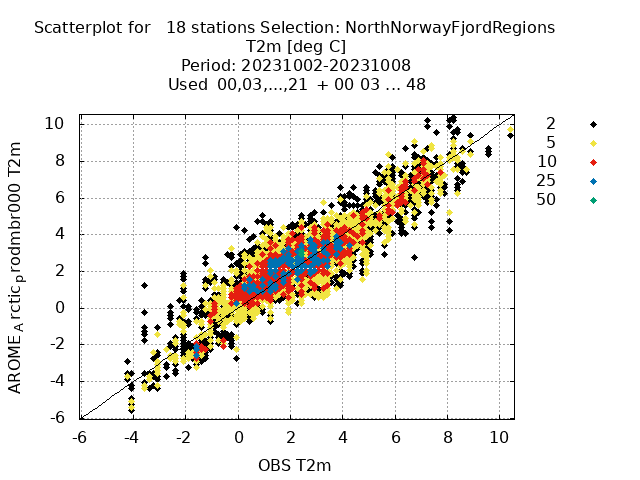 Scatterplot for   18 stations Selection: NorthNorwayFjordRegions
T2m [deg C]
Period: 20231002-20231008
Used  00,03,...,21  + 00 03 ... 48
AROME_Arctic_prodmbr000 T2m
10
8
6
4
2
0
-2
-4
-6
-6 -4 -2 0 2 4 6 8 10
OBS T2m
2
5
10
25
50